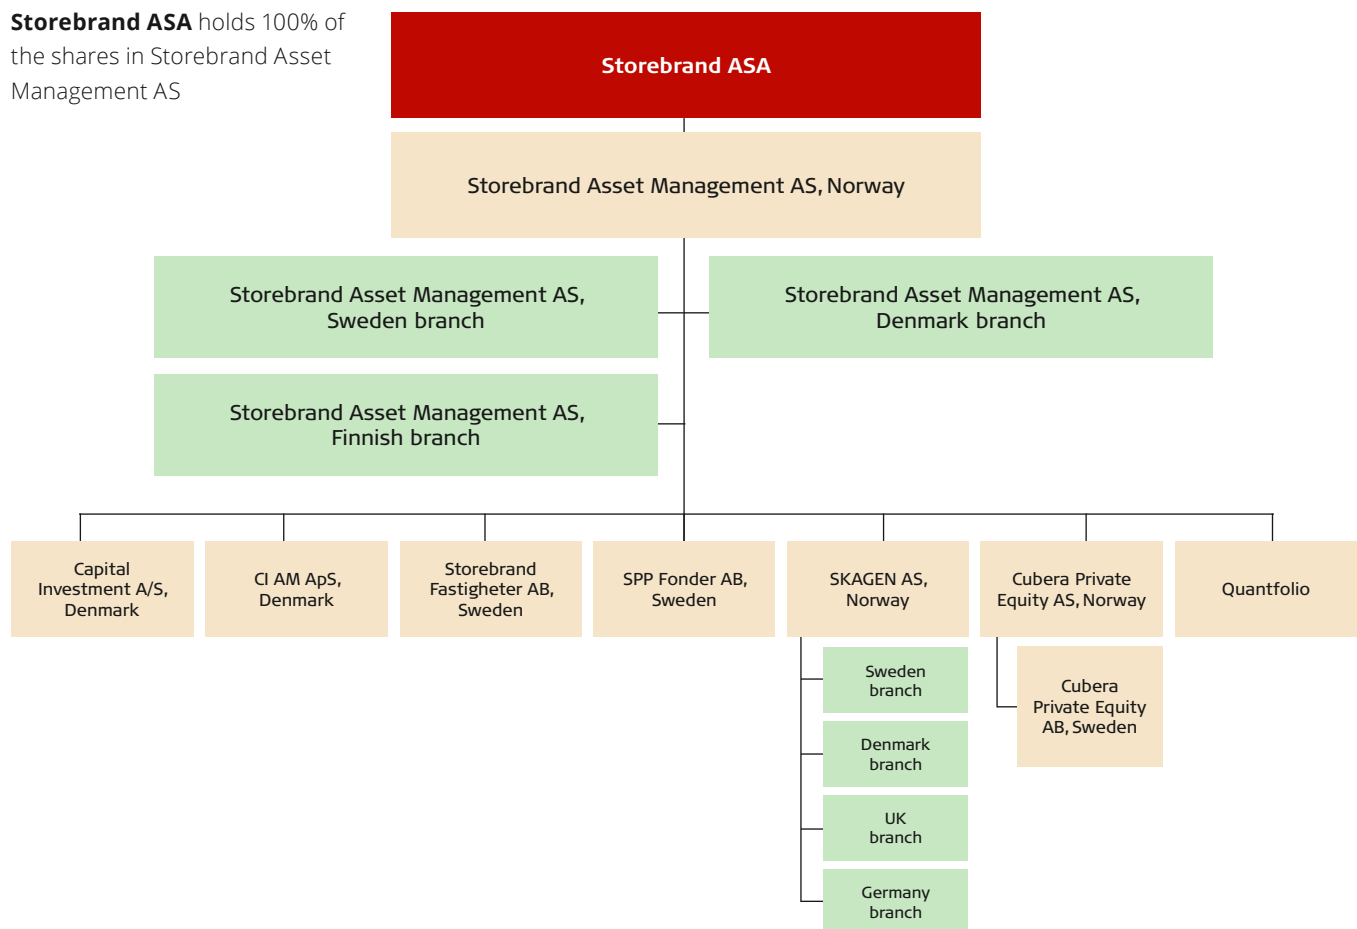 Storebrand ASA holds 100% of
the shares in Storebrand Asset
Management AS
Storebrand ASA
Storebrand Asset Management AS, Norway
Storebrand Asset Management AS,
Sweden branch
Storebrand Asset Management AS,
Denmark branch
Storebrand Asset Management AS,
Finnish branch
Capital
Investment A/S,
Denmark
CI AM ApS,
Denmark
Storebrand
Fastigheter AB,
Sweden
SPP Fonder AB,
Sweden
SKAGEN AS,
Norway
Cubera Private
Equity AS, Norway
Quantfolio
Sweden
branch
Denmark
branch
UK
branch
Germany
branch
Cubera
Private Equity
AB, Sweden